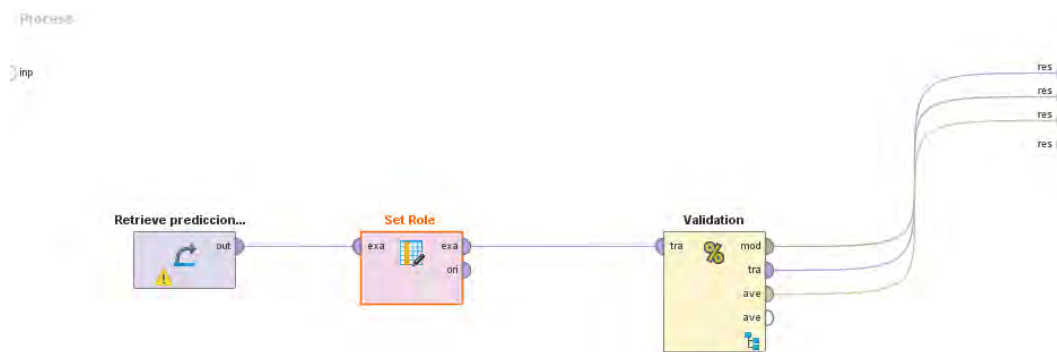 Process
inp
res
res
res
res
Retrieve prediccion...
out
Set Role
exa
exa
ori
Validation
tra
%
mod
tra
ave
ave